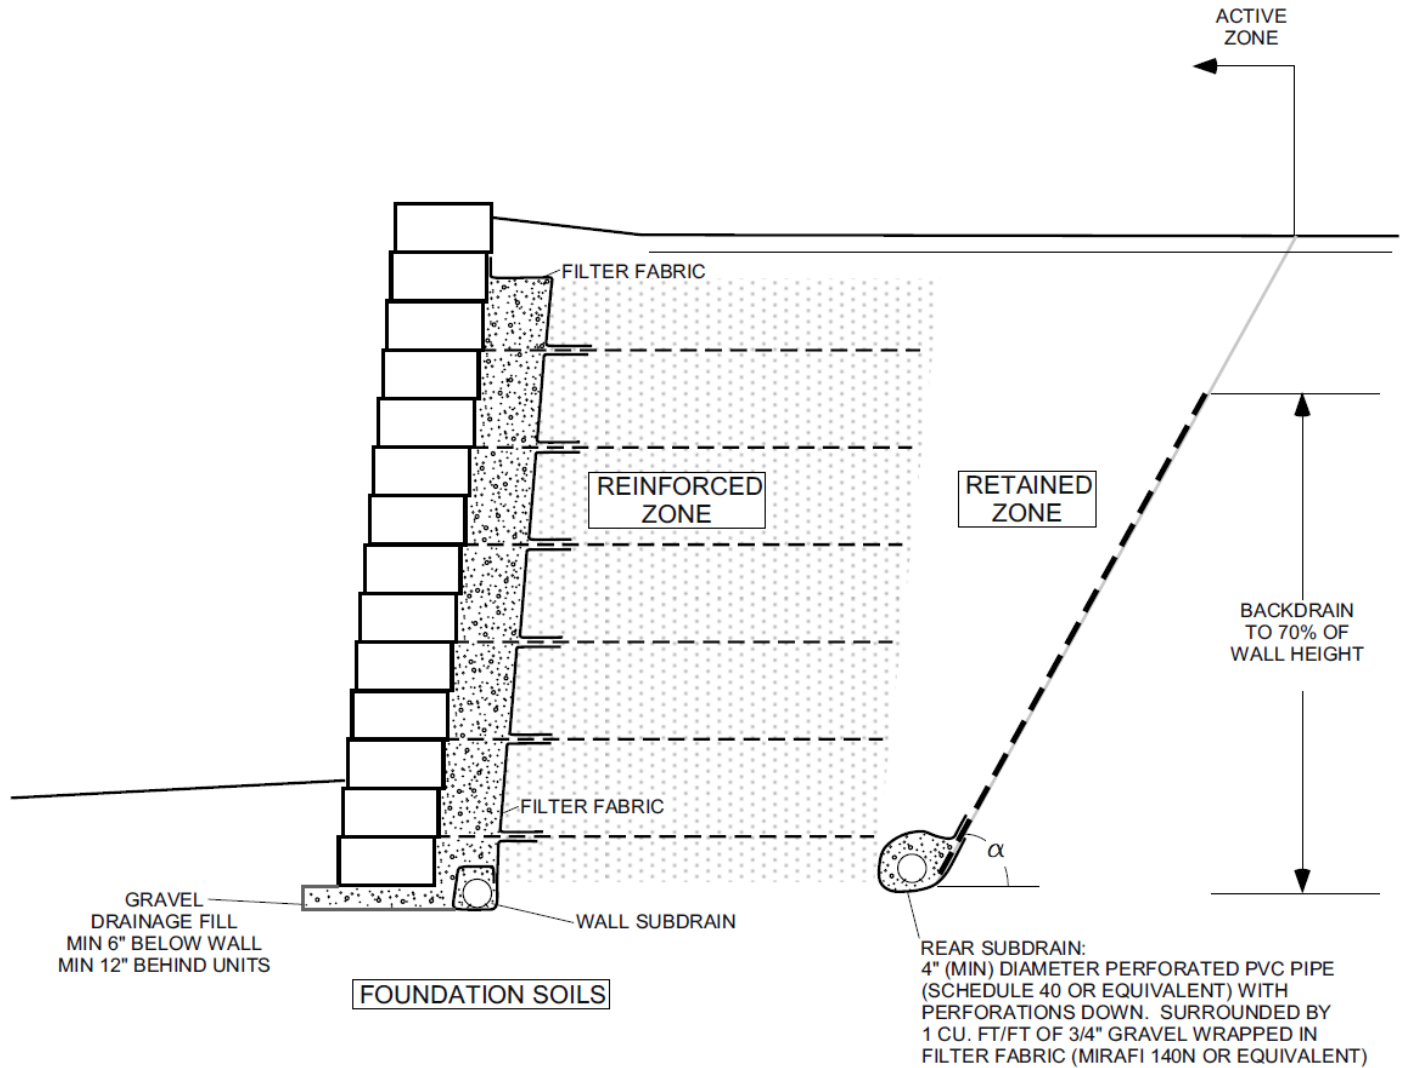 ACTIVE
ZONE
FILTER FABRIC
REINFORCED
ZONE
RETAINED
ZONE
BACKDRAIN
TO 70% OF
WALL HEIGHT
FILTER FABRIC
α
GRAVEL
DRAINAGE FILL
MIN 6" BELOW WALL
MIN 12" BEHIND UNITS
WALL SUBDRAIN
FOUNDATION SOILS
REAR SUBDRAIN:
4" (MIN) DIAMETER PERFORATED PVC PIPE
(SCHEDULE 40 OR EQUIVALENT) WITH
PERFORATIONS DOWN. SURROUNDED BY
1 CU. FT/FT OF 3/4" GRAVEL WRAPPED IN
FILTER FABRIC (MIRAFI 140N OR EQUIVALENT)